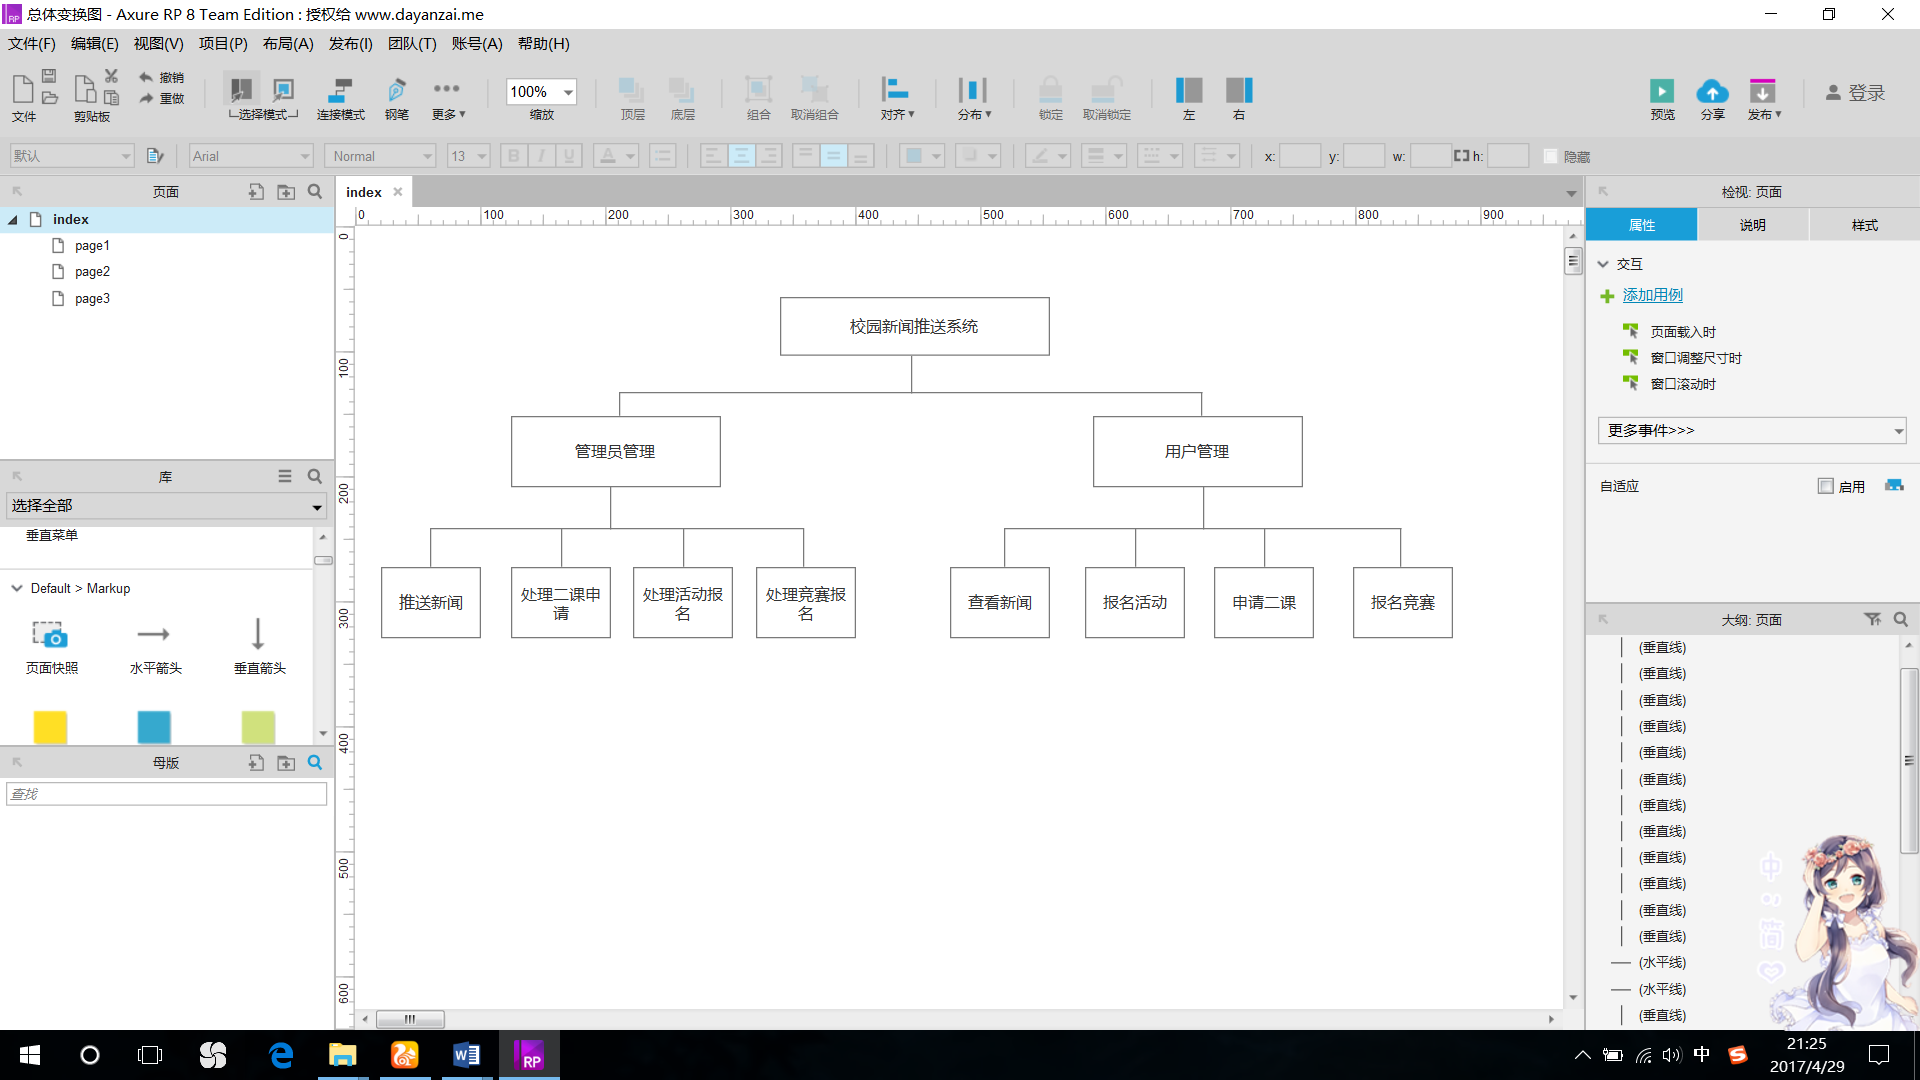 总体变换图 - Axure RP 8 Team Edition : 授权给 www.dayanzai.me
文件(F) 编辑(E) 视图(V) 项目(P) 布局(A) 发布(I) 团队(T) 账号(A) 帮助(H)
撤销
重做
文件 剪贴板 选择模式 连接模式 钢笔 更多 100% 缩放 顶层 底层 组合 取消组合 对齐 分布 锁定 取消锁定 左 右 预览 分享 发布 登录
默认 Arial Normal 13 B I U A x: y: w: h: 隐藏
页面
index
page1
page2
page3
库
选择全部
垂直菜单
Default > Markup
页面快照 水平箭头 垂直箭头
母版
查找
index
0 100 200 300 400 500 600 700 800 900
0
100
200
300
400
500
600
校园新闻推送系统
管理员管理 用户管理
推送新闻
处理二课申
请
处理活动报
名
处理竞赛报
名
查看新闻
报名活动
申请二课
报名竞赛
检视: 页面
属性 说明 样式
交互
添加用例
页面载入时
窗口调整尺寸时
窗口滚动时
更多事件>>>
自适应 启用
大纲: 页面
(垂直线)
(垂直线)
(垂直线)
(垂直线)
(垂直线)
(垂直线)
(垂直线)
(垂直线)
(垂直线)
(垂直线)
(垂直线)
(垂直线)
(水平线)
(水平线)
(垂直线)
中
简
RP
中
S
21:25
2017/4/29